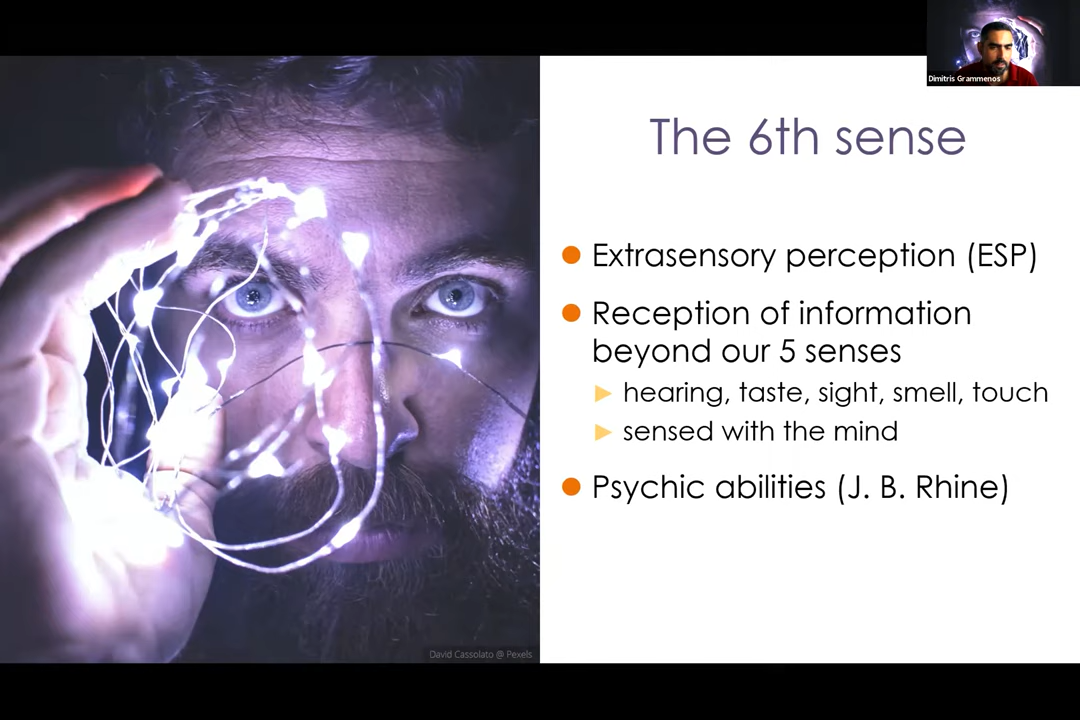 Dimitris Grammenos
The 6th sense
Extrasensory perception (ESP)
Reception of information
beyond our 5 senses
hearing, taste, sight, smell, touch
sensed with the mind
Psychic abilities (J. B. Rhine)
David Cassolato @ Pexels